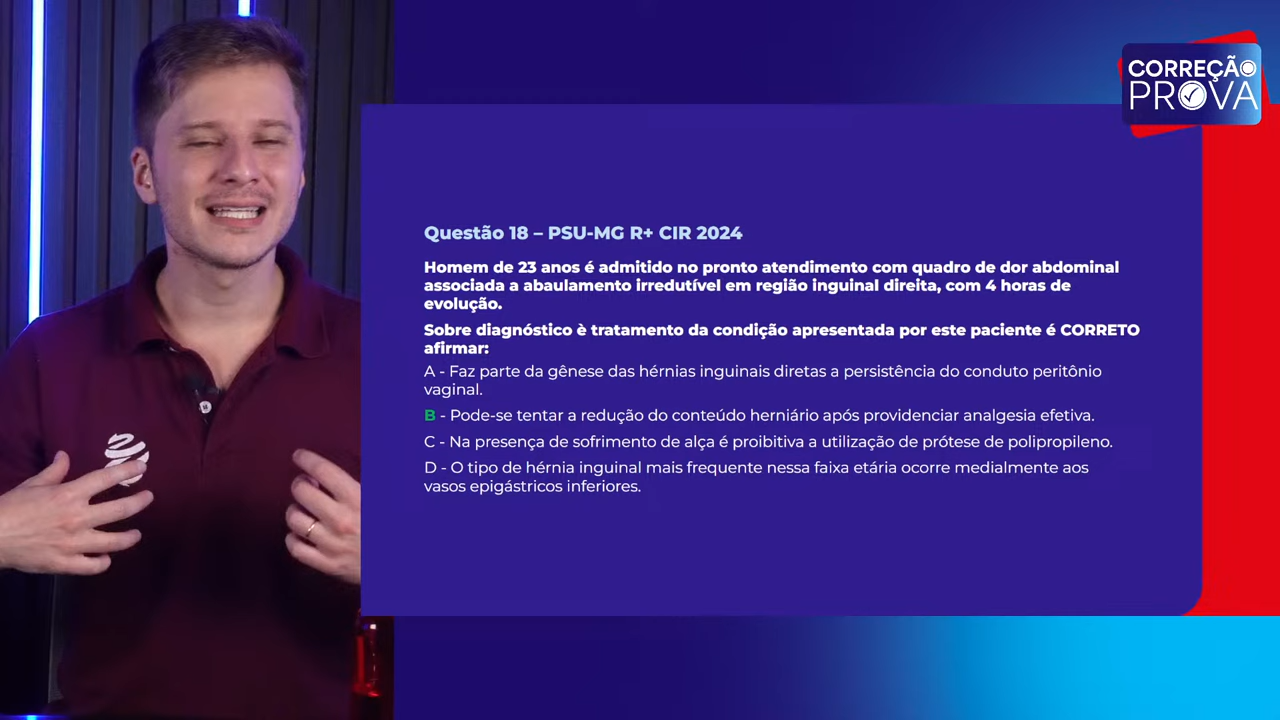 CORREÇÃO
PROVA
Questão 18 – PSU-MG R+ CIR 2024
Homem de 23 anos é admitido no pronto atendimento com quadro de dor abdominal
associada a abaulamento irredutível em região inguinal direita, com 4 horas de
evolução.
Sobre diagnóstico è tratamento da condição apresentada por este paciente é CORRETO
afirmar:
A - Faz parte da gênese das hérnias inguinais diretas a persistência do conduto peritônio
vaginal.
B - Pode-se tentar a redução do conteúdo herniário após providenciar analgesia efetiva.
C - Na presença de sofrimento de alça é proibitiva a utilização de prótese de polipropileno.
D - O tipo de hérnia inguinal mais frequente nessa faixa etária ocorre medialmente aos
vasos epigástricos inferiores.